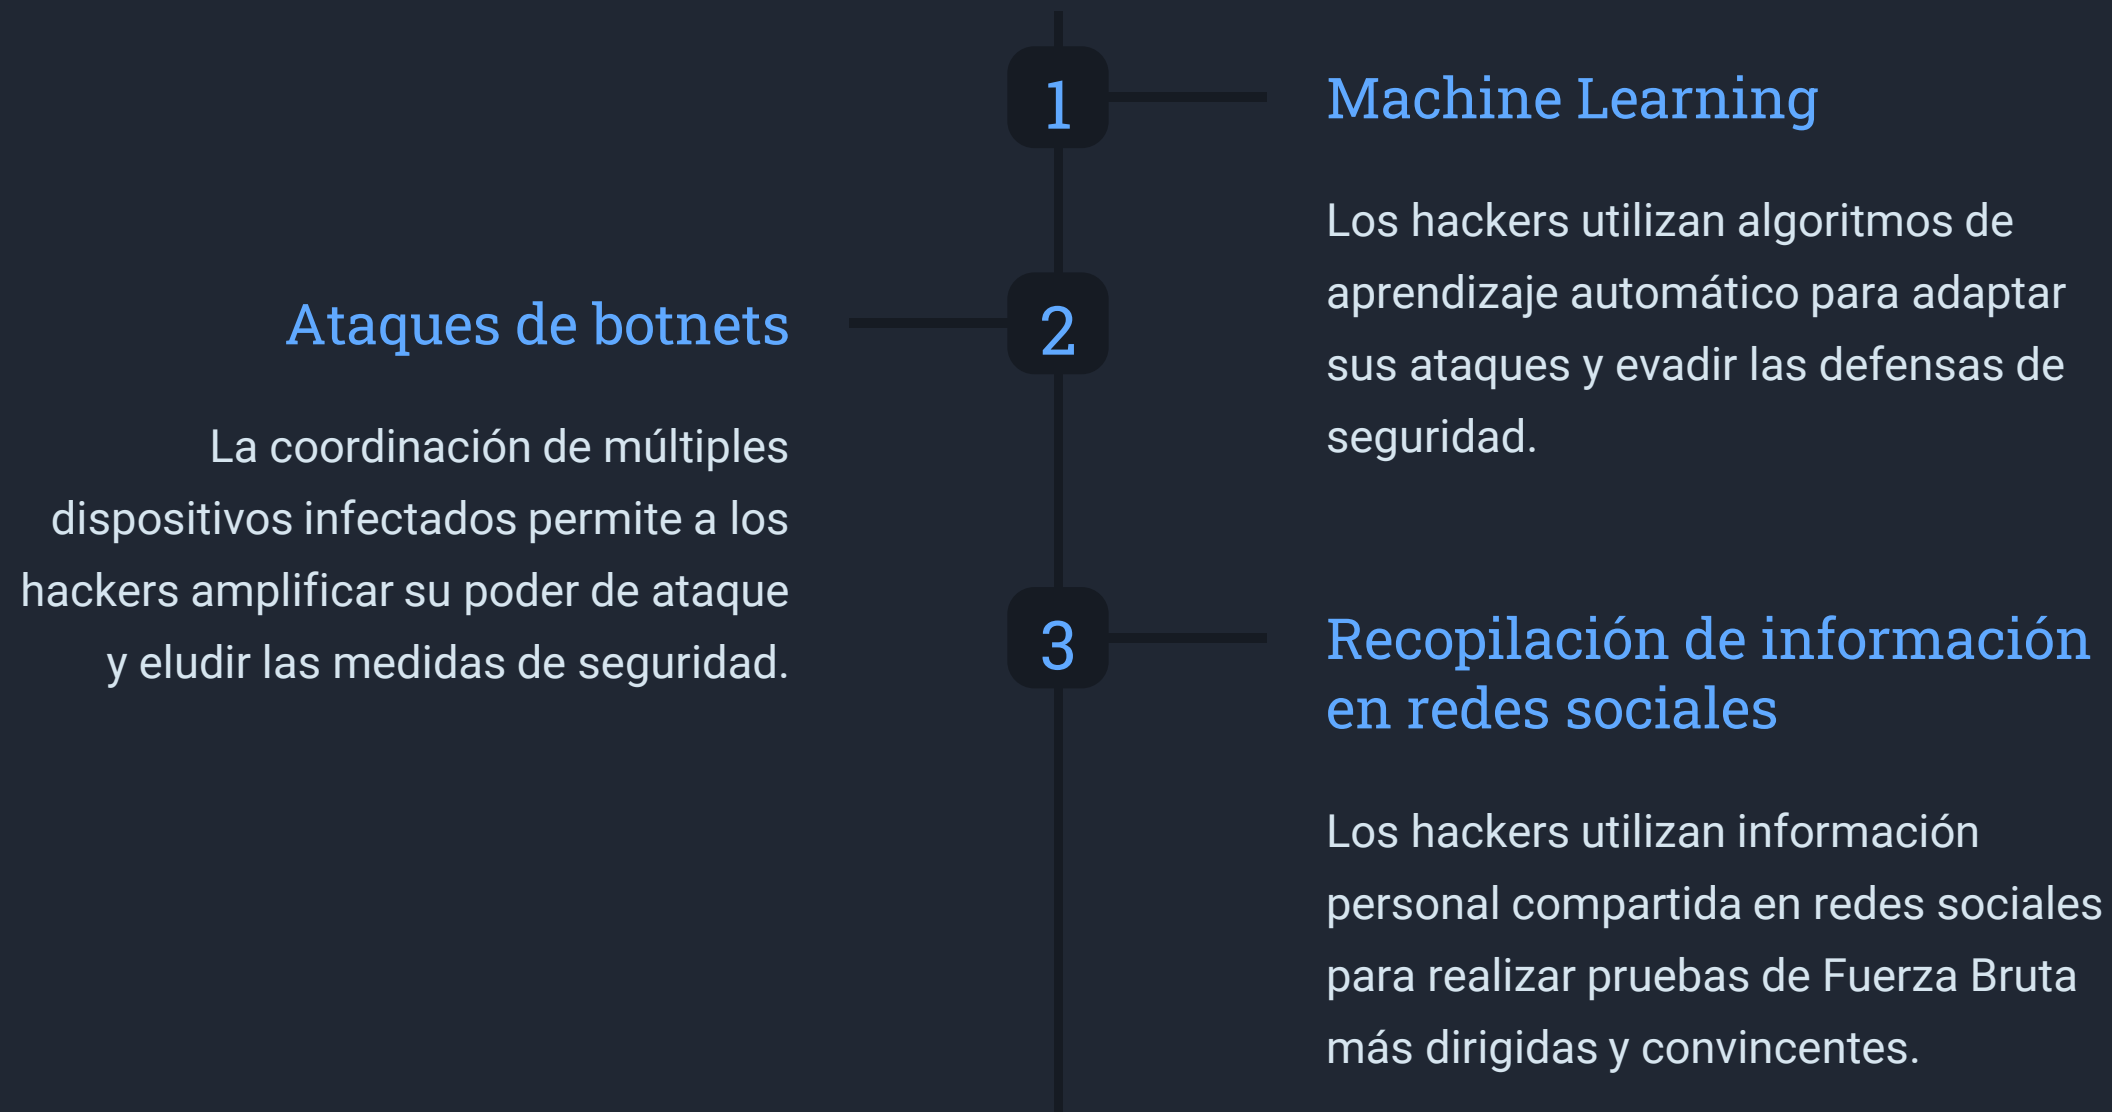 1
Machine Learning
Los hackers utilizan algoritmos de
aprendizaje automático para adaptar
sus ataques y evadir las defensas de
seguridad.
2
Ataques de botnets
La coordinación de múltiples
dispositivos infectados permite a los
hackers amplificar su poder de ataque
y eludir las medidas de seguridad.
3
Recopilación de información
en redes sociales
Los hackers utilizan información
personal compartida en redes sociales
para realizar pruebas de Fuerza Bruta
más dirigidas y convincentes.